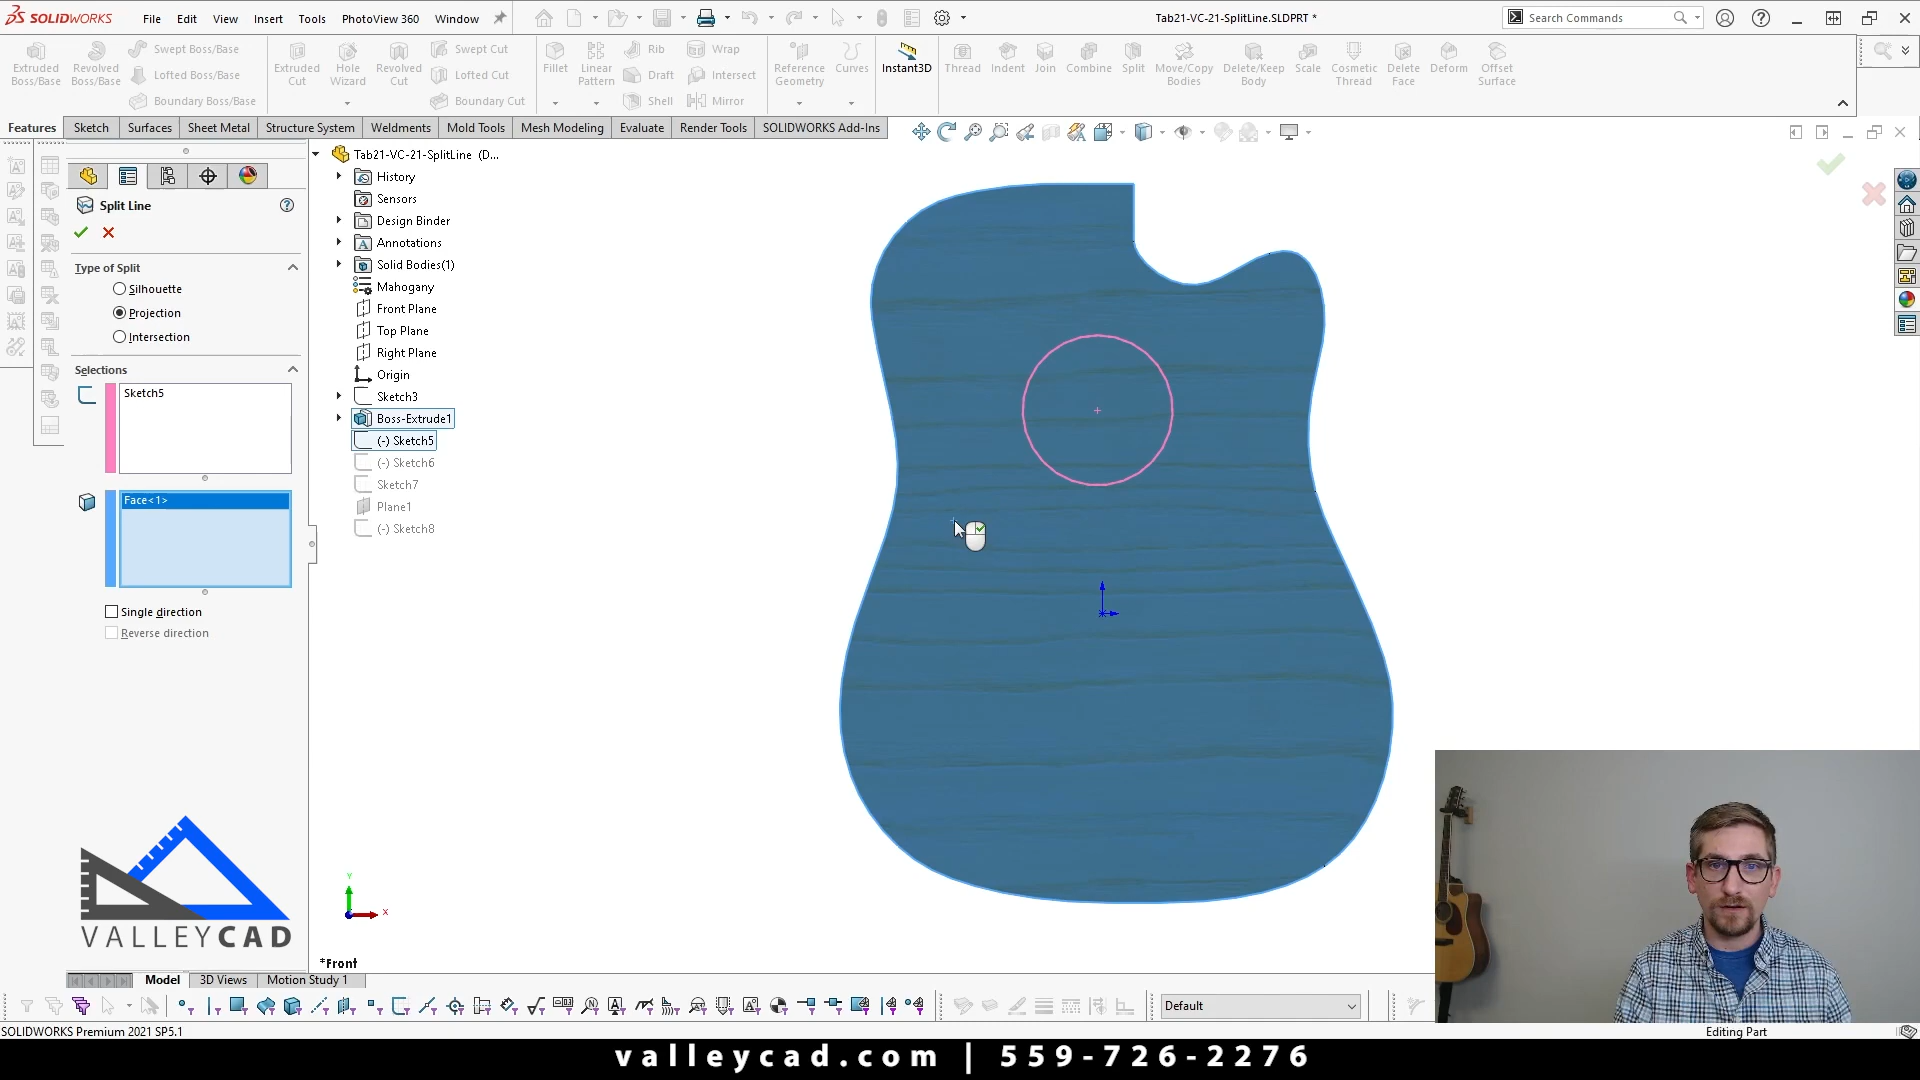 SOLIDWORKS
File Edit View Insert Tools PhotoView 360 Window
Tab21-VC-21-SplitLine.SLDPRT *
Search Commands
Extruded Boss/Base
Revolved Boss/Base
Swept Boss/Base
Lofted Boss/Base
Boundary Boss/Base
Extruded Cut
Hole Wizard
Revolved Cut
Swept Cut
Lofted Cut
Boundary Cut
Fillet
Linear Pattern
Rib
Draft
Shell
Wrap
Intersect
Mirror
Reference Geometry
Curves
Instant3D
Thread
Indent
Join
Combine
Split
Move/Copy Bodies
Delete/Keep Body
Scale
Cosmetic Thread
Delete Face
Deform
Offset Surface
Features Sketch Surfaces Sheet Metal Structure System Weldments Mold Tools Mesh Modeling Evaluate Render Tools SOLIDWORKS Add-Ins
Split Line
Type of Split
Silhouette
Projection
Intersection
Selections
Sketch5
Face<1>
Single direction
Reverse direction
Tab21-VC-21-SplitLine (D...
History
Sensors
Design Binder
Annotations
Solid Bodies(1)
Mahogany
Front Plane
Top Plane
Right Plane
Origin
Sketch3
Boss-Extrude1
(-) Sketch5
(-) Sketch6
Sketch7
Plane1
(-) Sketch8
VALLEYCAD
Y
X
*Front
Model 3D Views Motion Study 1
Default
SOLIDWORKS Premium 2021 SP5.1
Editing Part
valleycad.com | 559-726-2276